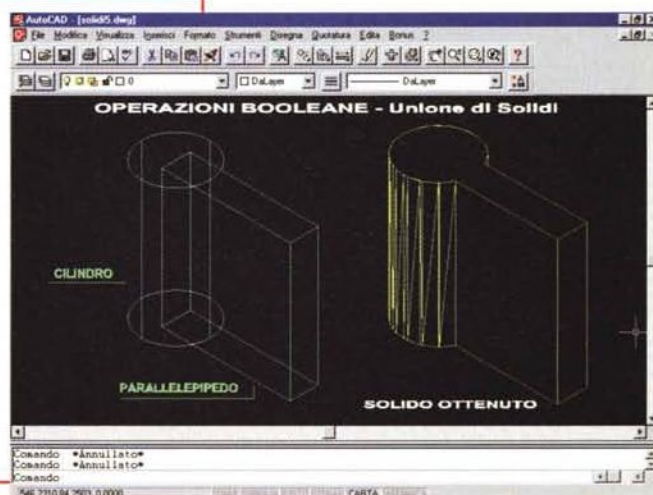 AutoCAD - [solidi5.dwg]
File Modifica Visualizza Inserisci Formato Strumenti Disegna Quotatura Edita Bonus ?
0 DaLayer DaLayer
OPERAZIONI BOOLEANE - Unione di Solidi
CILINDRO
PARALLELEPIPEDO
SOLIDO OTTENUTO
Comando *Annullato*
Comando *Annullato*
Comando
CARTA